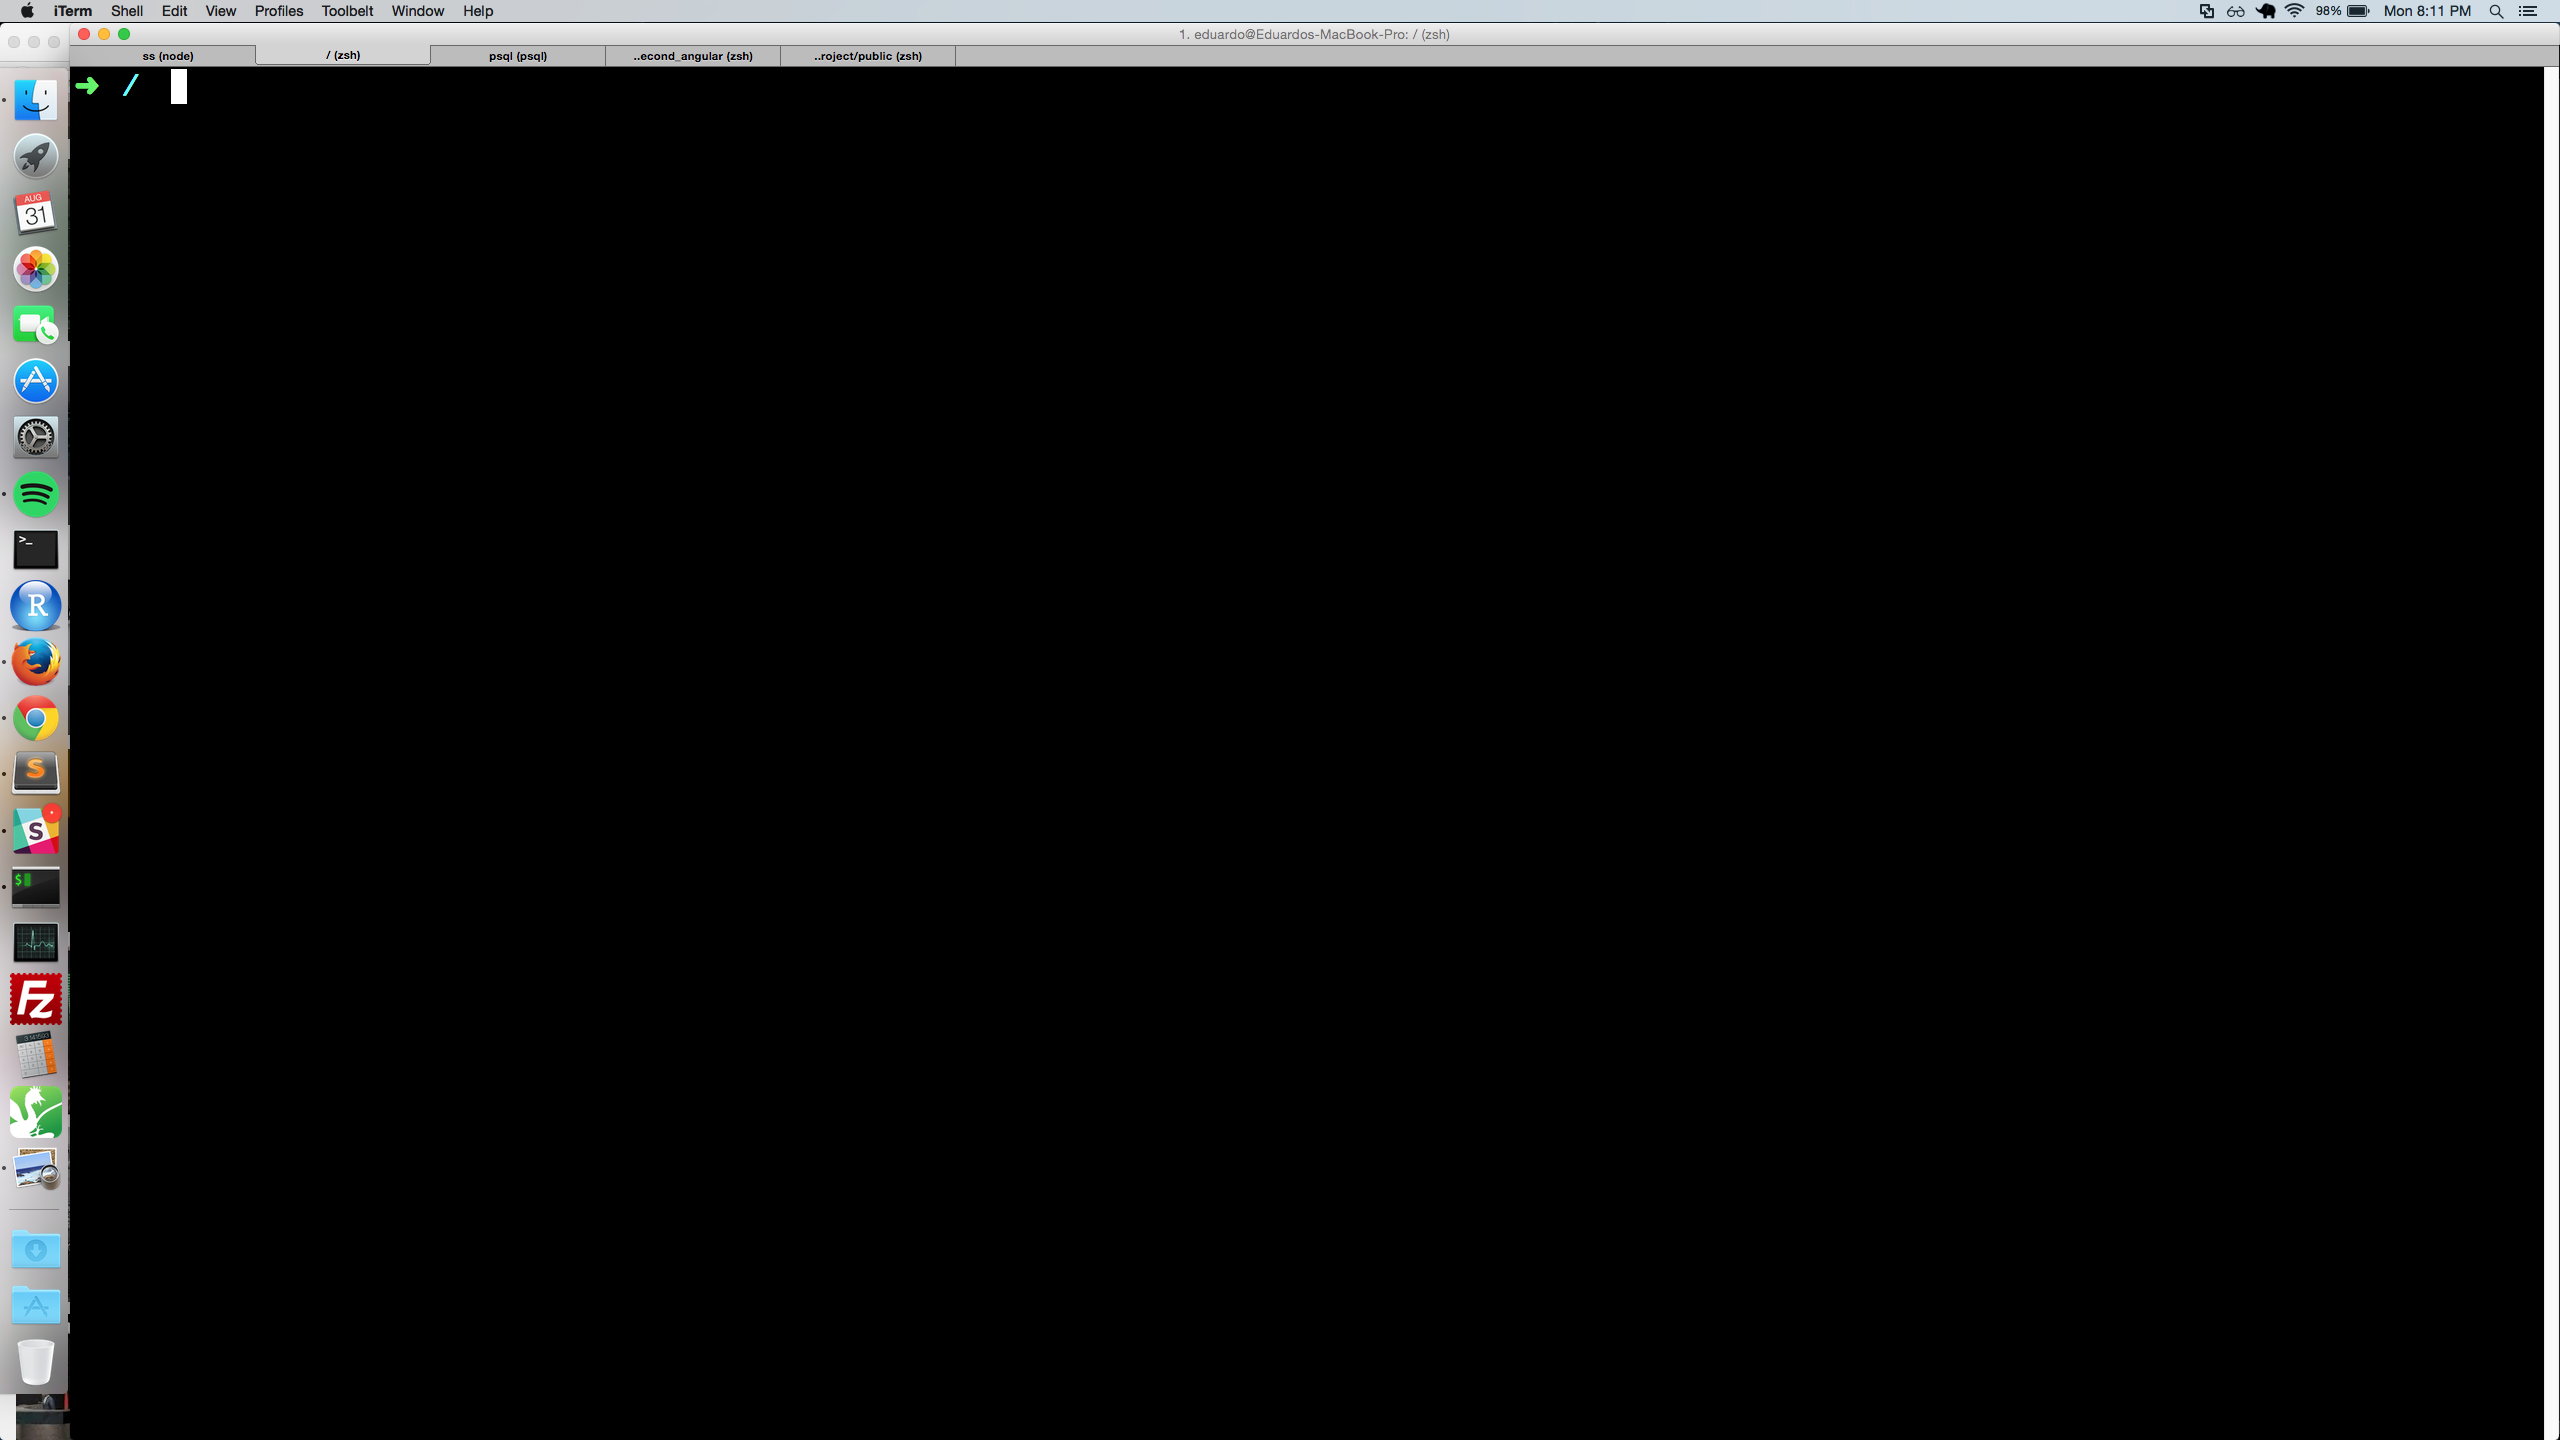 iTerm Shell Edit View Profiles Toolbelt Window Help 98% Mon 8:11 PM
1. eduardo@Eduardos-MacBook-Pro: / (zsh)
ss (node) / (zsh) psql (psql) ..econd_angular (zsh) ..roject/public (zsh)
➜ /
AUG
31
>_
R
S
S
$
Fz